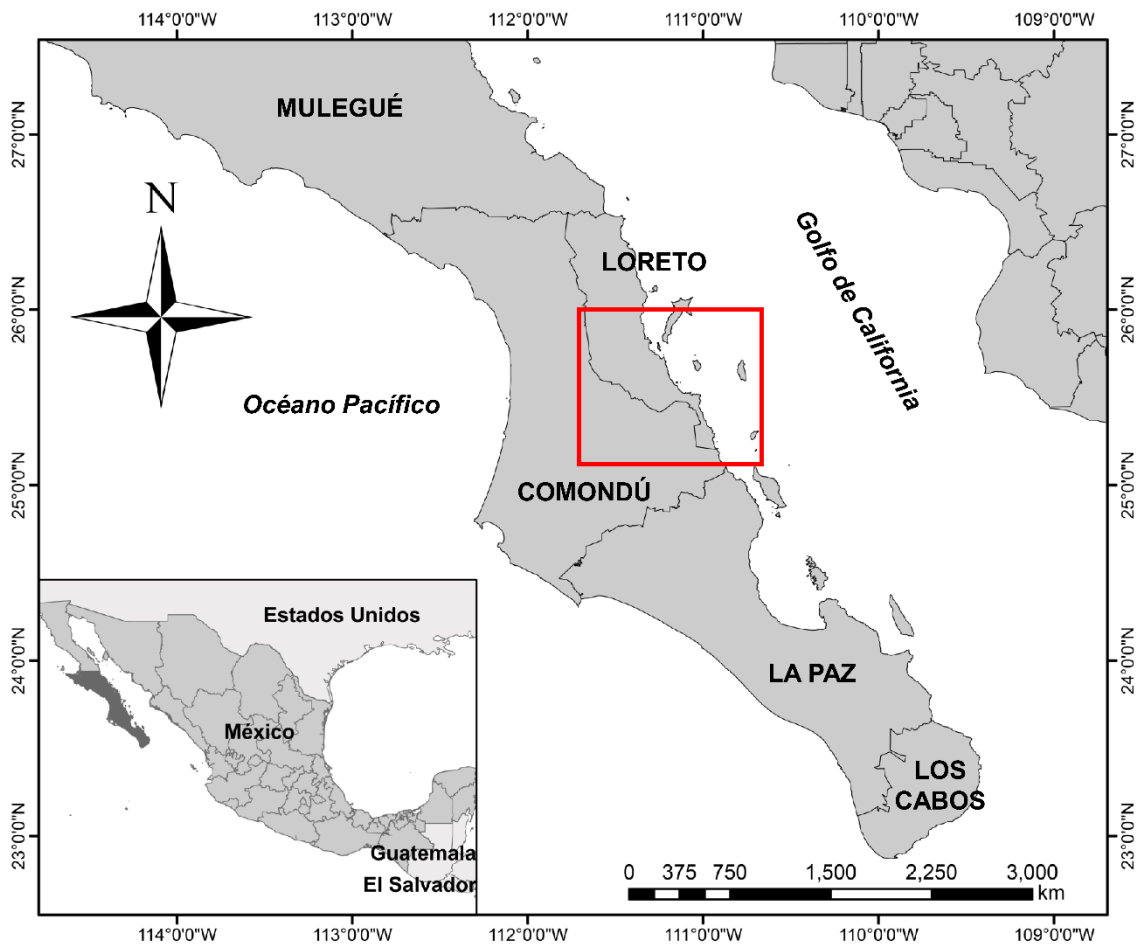 114°0'0"W 113°0'0"W 112°0'0"W 111°0'0"W 110°0'0"W 109°0'0"W
27°0'0"N
26°0'0"N
25°0'0"N
24°0'0"N
23°0'0"N
MULEGUÉ
N
LORETO
Golfo de California
Océano Pacífico
COMONDÚ
LA PAZ
LOS
CABOS
Estados Unidos
México
Guatemala
El Salvador
0 375 750 1,500 2,250 3,000
km
27°0'0"N
26°0'0"N
25°0'0"N
24°0'0"N
23°0'0"N
114°0'0"W 113°0'0"W 112°0'0"W 111°0'0"W 110°0'0"W 109°0'0"W